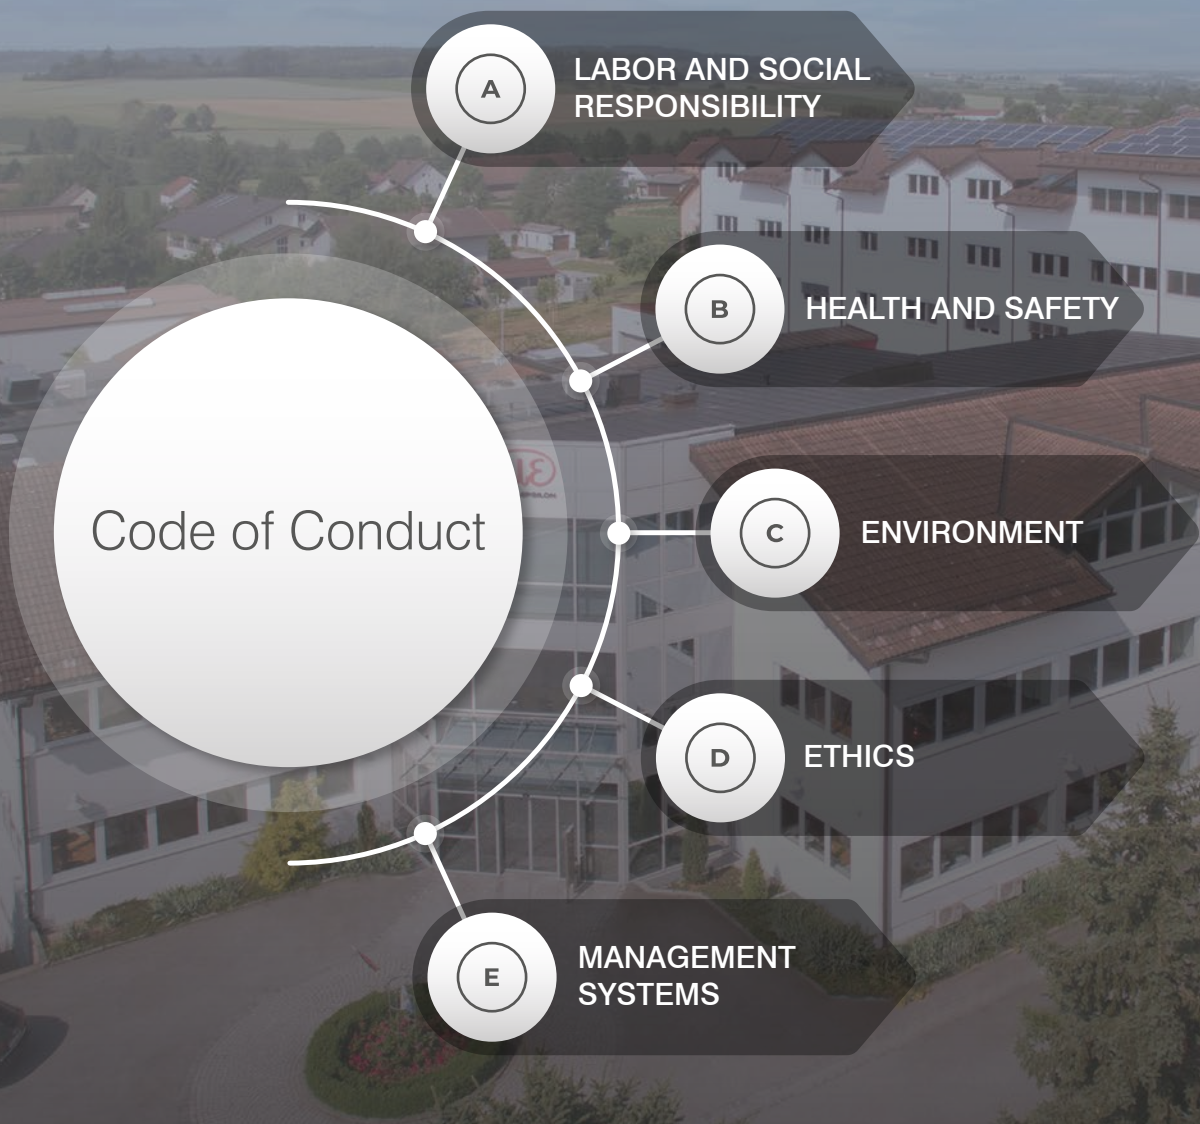 A
LABOR AND SOCIAL
RESPONSIBILITY
B
HEALTH AND SAFETY
Code of Conduct
C
ENVIRONMENT
D
ETHICS
E
MANAGEMENT
SYSTEMS